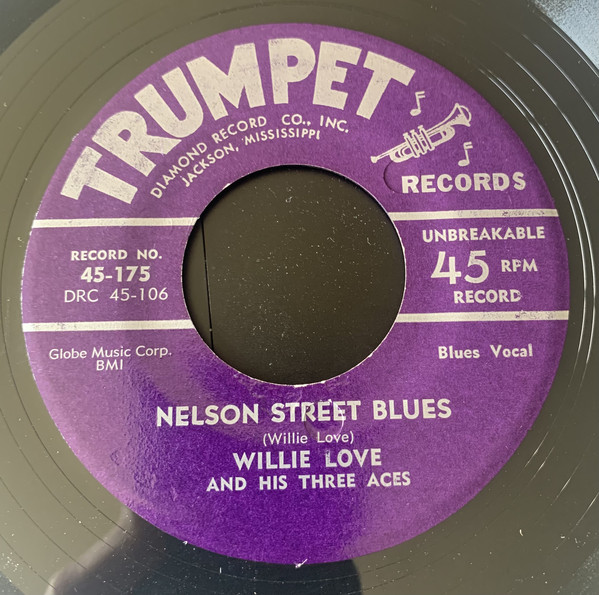 TRUMPET
DIAMOND RECORD CO., INC.
JACKSON, MISSISSIPPI
RECORDS
RECORD NO.
45-175
DRC 45-106
UNBREAKABLE
45 RPM
RECORD
Globe Music Corp.
BMI
Blues Vocal
NELSON STREET BLUES
(Willie Love)
WILLIE LOVE
AND HIS THREE ACES